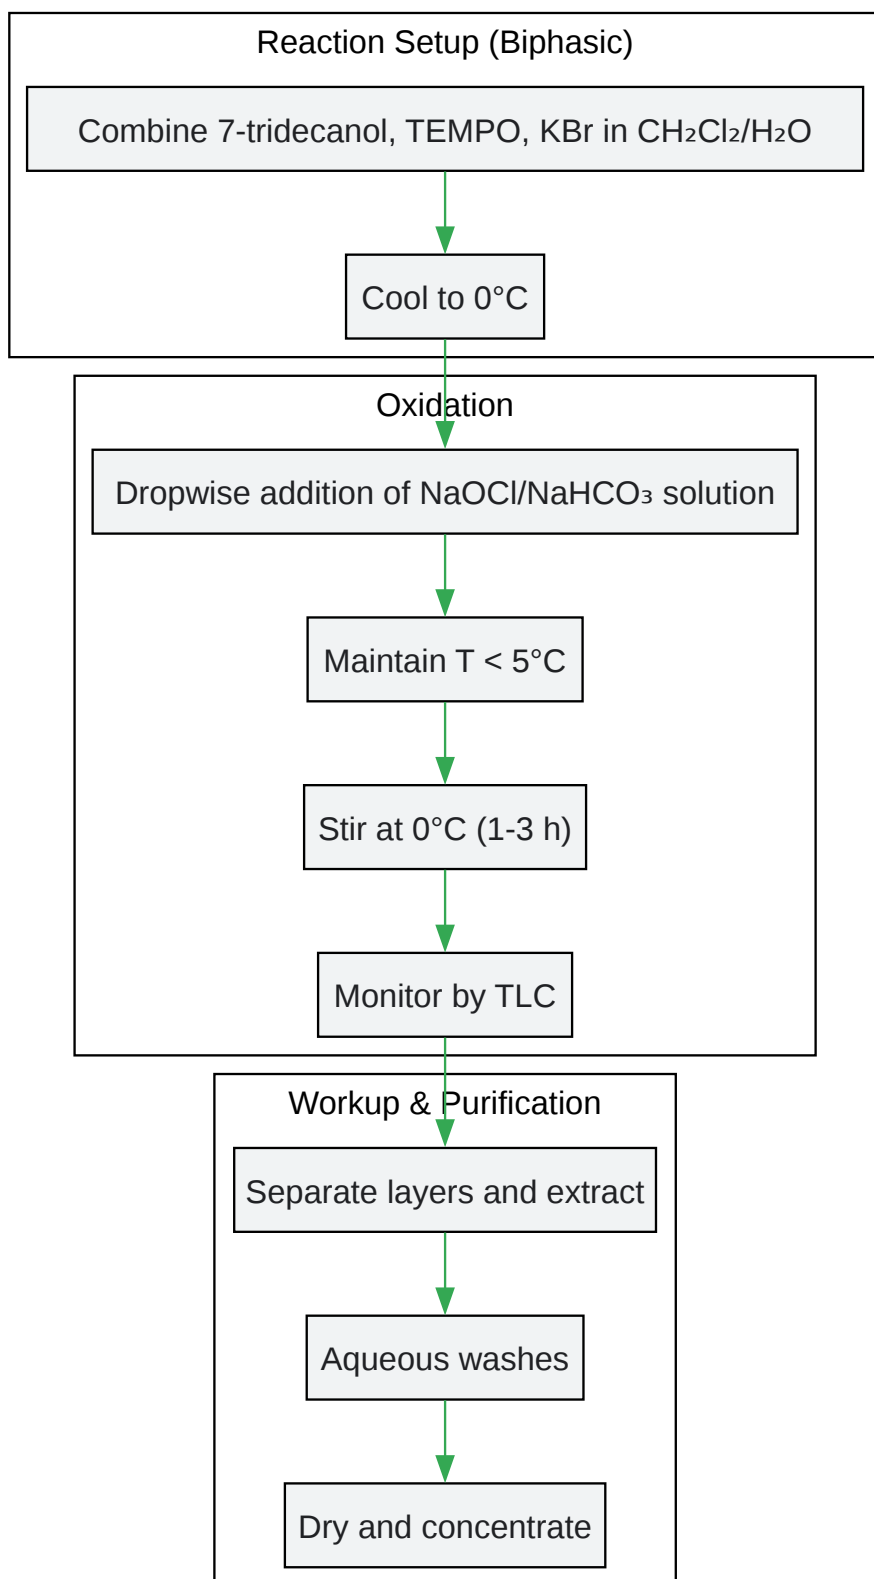 Reaction Setup (Biphasic)
Combine 7-tridecanol, TEMPO, KBr in CH₂Cl₂/H₂O
Cool to 0°C
Oxidation
Dropwise addition of NaOCl/NaHCO₃ solution
Maintain T < 5°C
Stir at 0°C (1-3 h)
Monitor by TLC
Workup & Purification
Separate layers and extract
Aqueous washes
Dry and concentrate